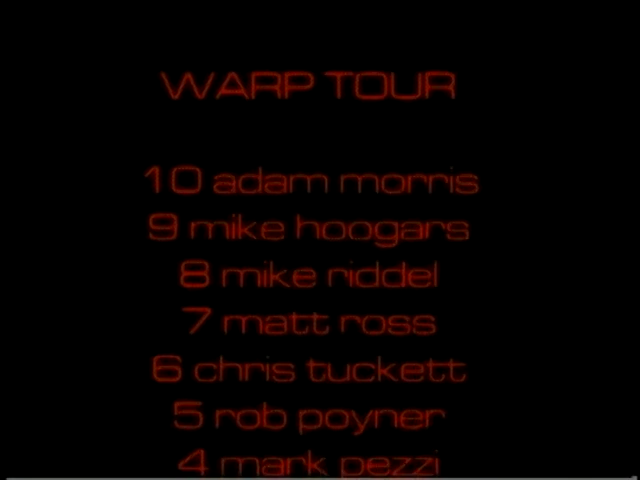 WARP TOUR
10 adam morris
9 mike hoogars
8 mike riddel
7 matt ross
6 chris tuckett
5 rob poyner
4 mark pezzi